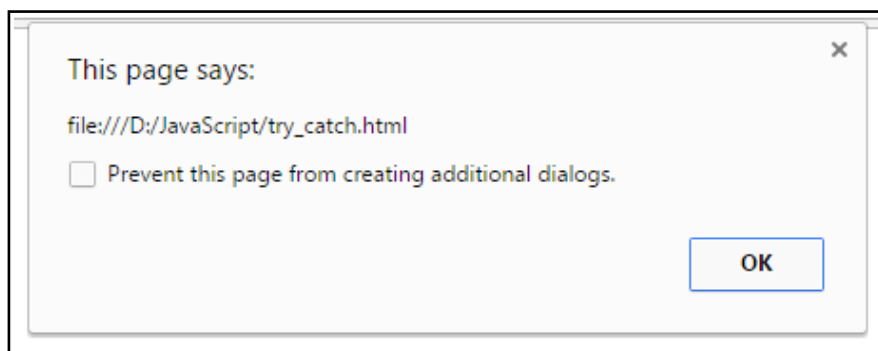 This page says:
file:///D:/JavaScript/try_catch.html
Prevent this page from creating additional dialogs.
OK